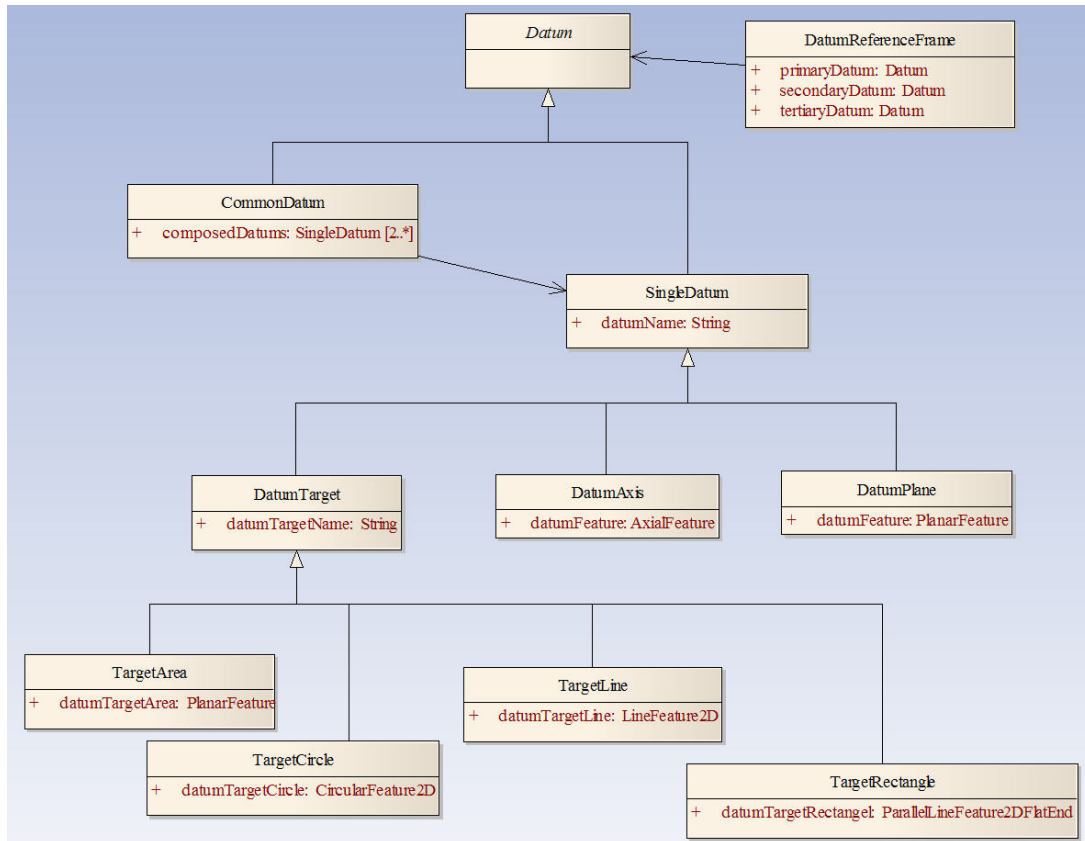 Datum
DatumReferenceFrame
+ primaryDatum: Datum
+ secondaryDatum: Datum
+ tertiaryDatum: Datum
CommonDatum
+ composedDatums: SingleDatum [2..*]
SingleDatum
+ datumName: String
DatumTarget
+ datumTargetName: String
DatumAxis
+ datumFeature: AxialFeature
DatumPlane
+ datumFeature: PlanarFeature
TargetArea
+ datumTargetArea: PlanarFeature
TargetLine
+ datumTargetLine: LineFeature2D
TargetCircle
+ datumTargetCircle: CircularFeature2D
TargetRectangle
+ datumTargetRectangel: ParallelLineFeature2DFlatEnd